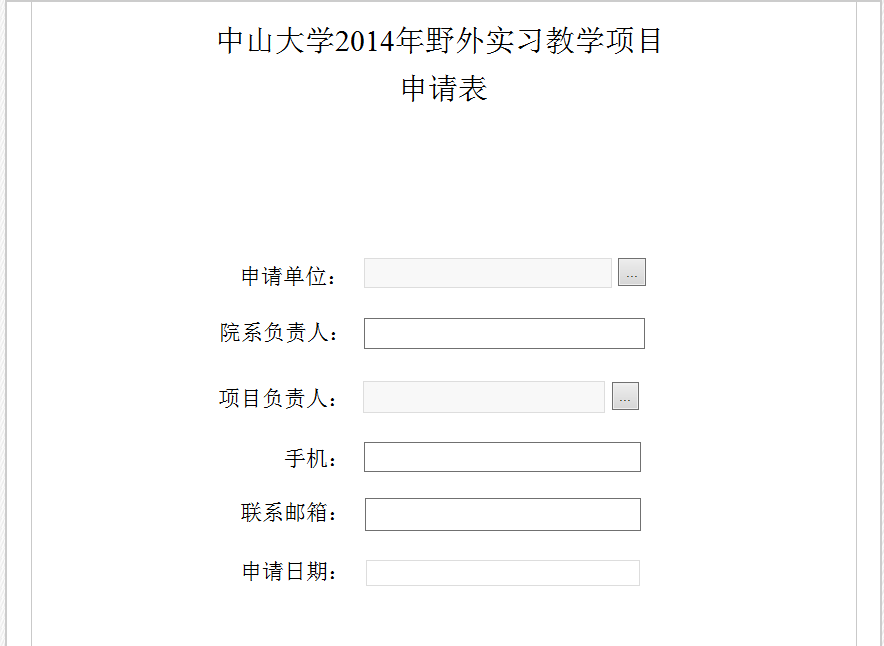 中山大学2014年野外实习教学项目
申请表
申请单位： ...
院系负责人：
项目负责人： ...
手机：
联系邮箱：
申请日期：